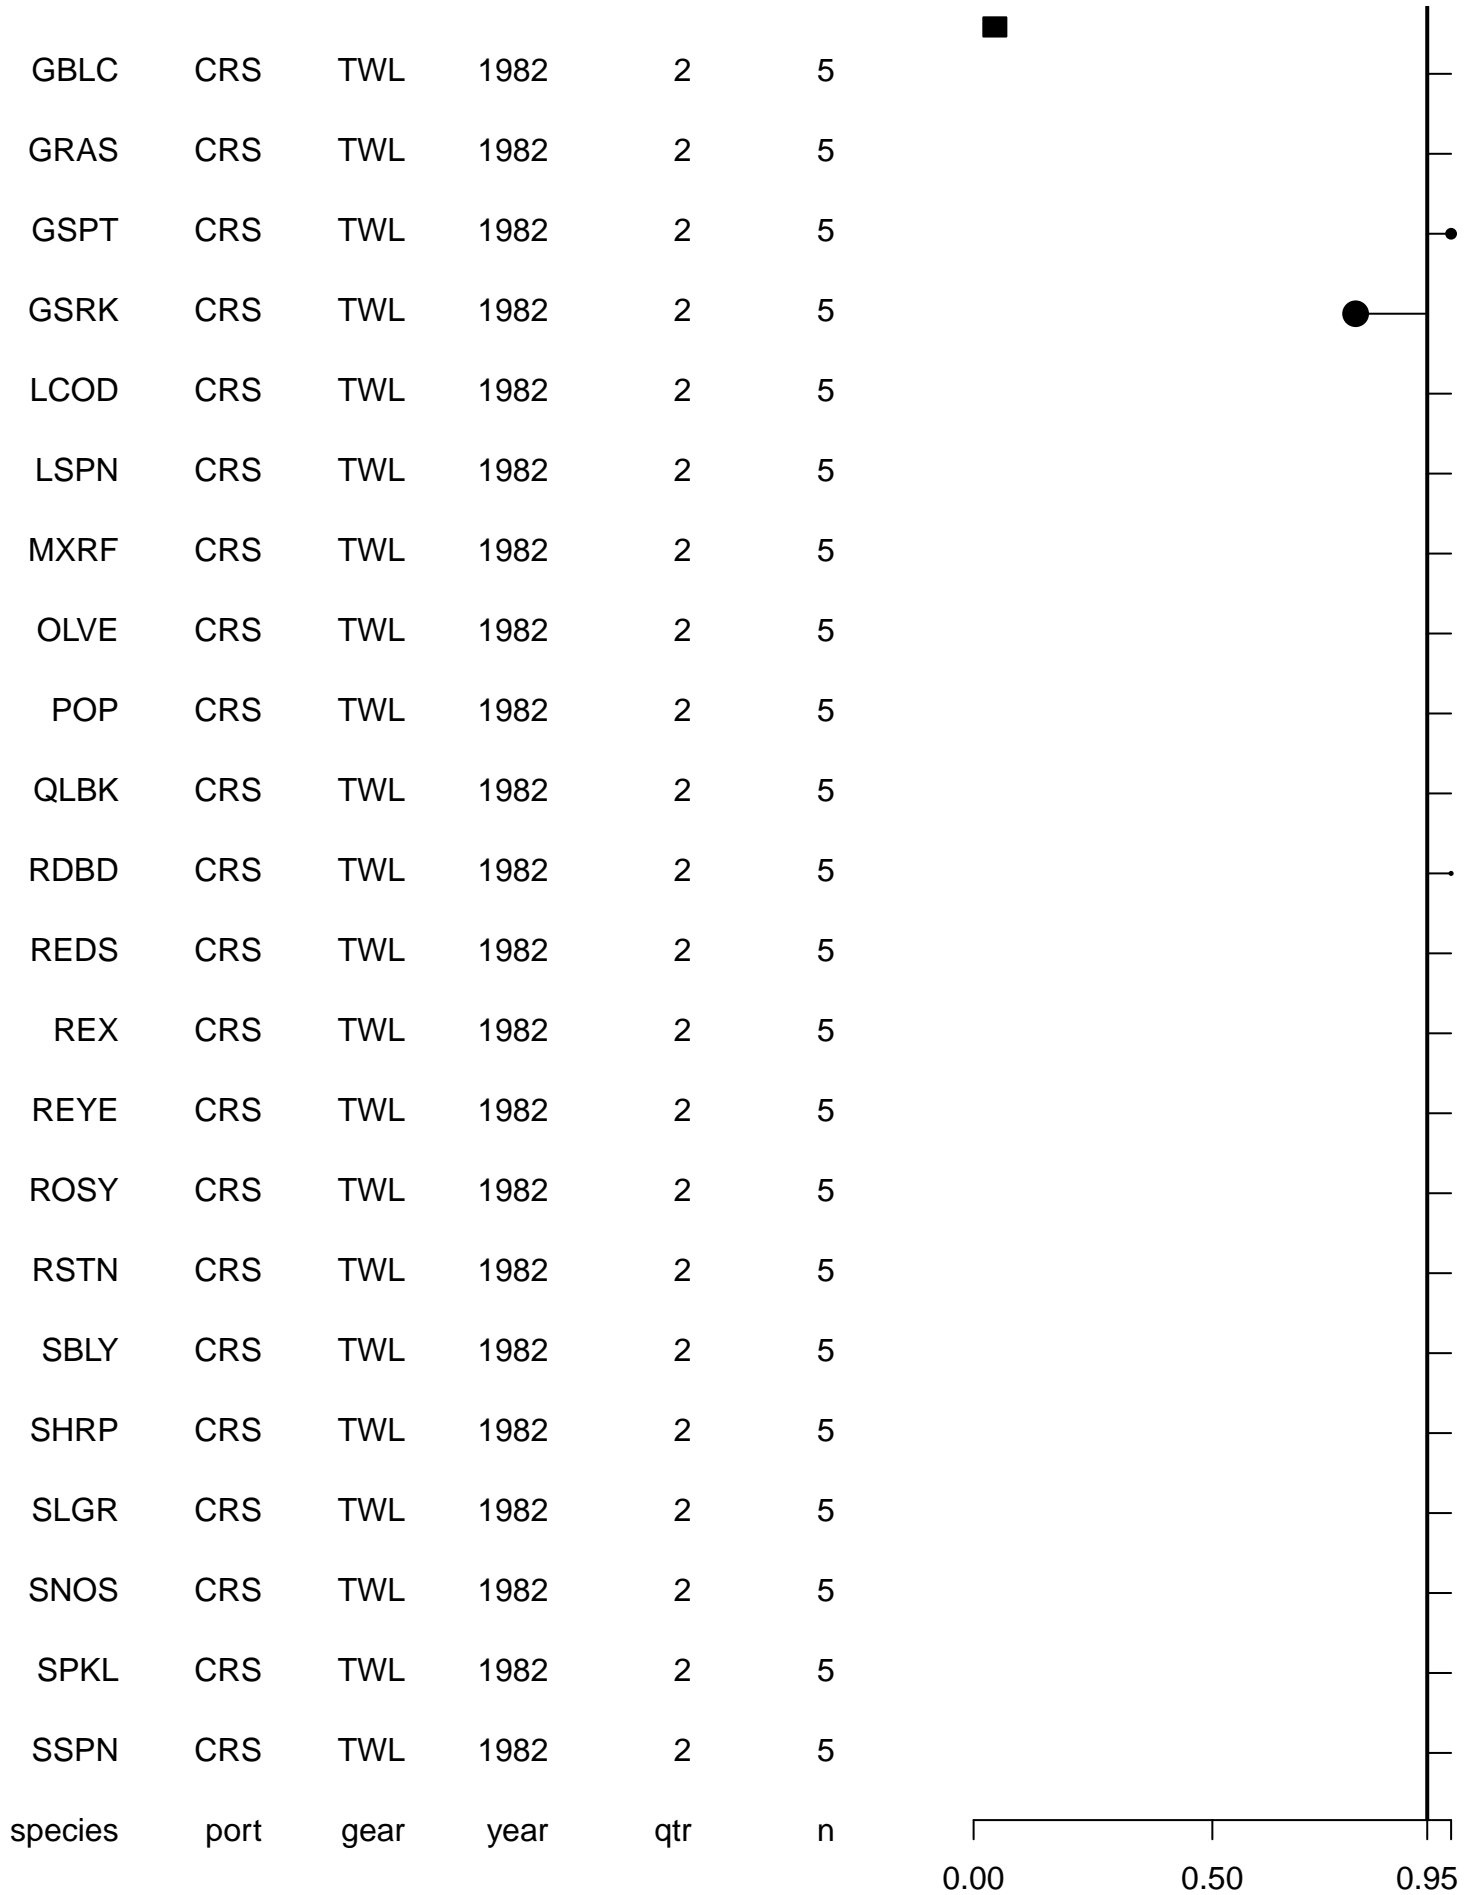 GBLC CRS TWL 1982 2 5
GRAS CRS TWL 1982 2 5
GSPT CRS TWL 1982 2 5
GSRK CRS TWL 1982 2 5
LCOD CRS TWL 1982 2 5
LSPN CRS TWL 1982 2 5
MXRF CRS TWL 1982 2 5
OLVE CRS TWL 1982 2 5
POP CRS TWL 1982 2 5
QLBK CRS TWL 1982 2 5
RDBD CRS TWL 1982 2 5
REDS CRS TWL 1982 2 5
REX CRS TWL 1982 2 5
REYE CRS TWL 1982 2 5
ROSY CRS TWL 1982 2 5
RSTN CRS TWL 1982 2 5
SBLY CRS TWL 1982 2 5
SHRP CRS TWL 1982 2 5
SLGR CRS TWL 1982 2 5
SNOS CRS TWL 1982 2 5
SPKL CRS TWL 1982 2 5
SSPN CRS TWL 1982 2 5
species port gear year qtr n
0.00 0.50 0.95